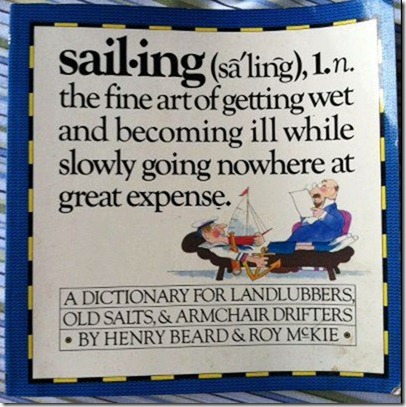 sail•ing (sā′lĭng), 1. n.
the fine art of getting wet
and becoming ill while
slowly going nowhere at
great expense.
A DICTIONARY FOR LANDLUBBERS,
OLD SALTS, & ARMCHAIR DRIFTERS
• BY HENRY BEARD & ROY McKIE •